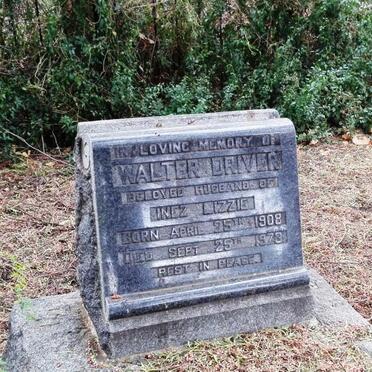 IN LOVING MEMORY OF
WALTER DRIVER
BELOVED HUSBAND OF
INEZ LIZZIE
BORN APRIL 1908
DIED SEPT 25TH 1973
REST IN PEACE